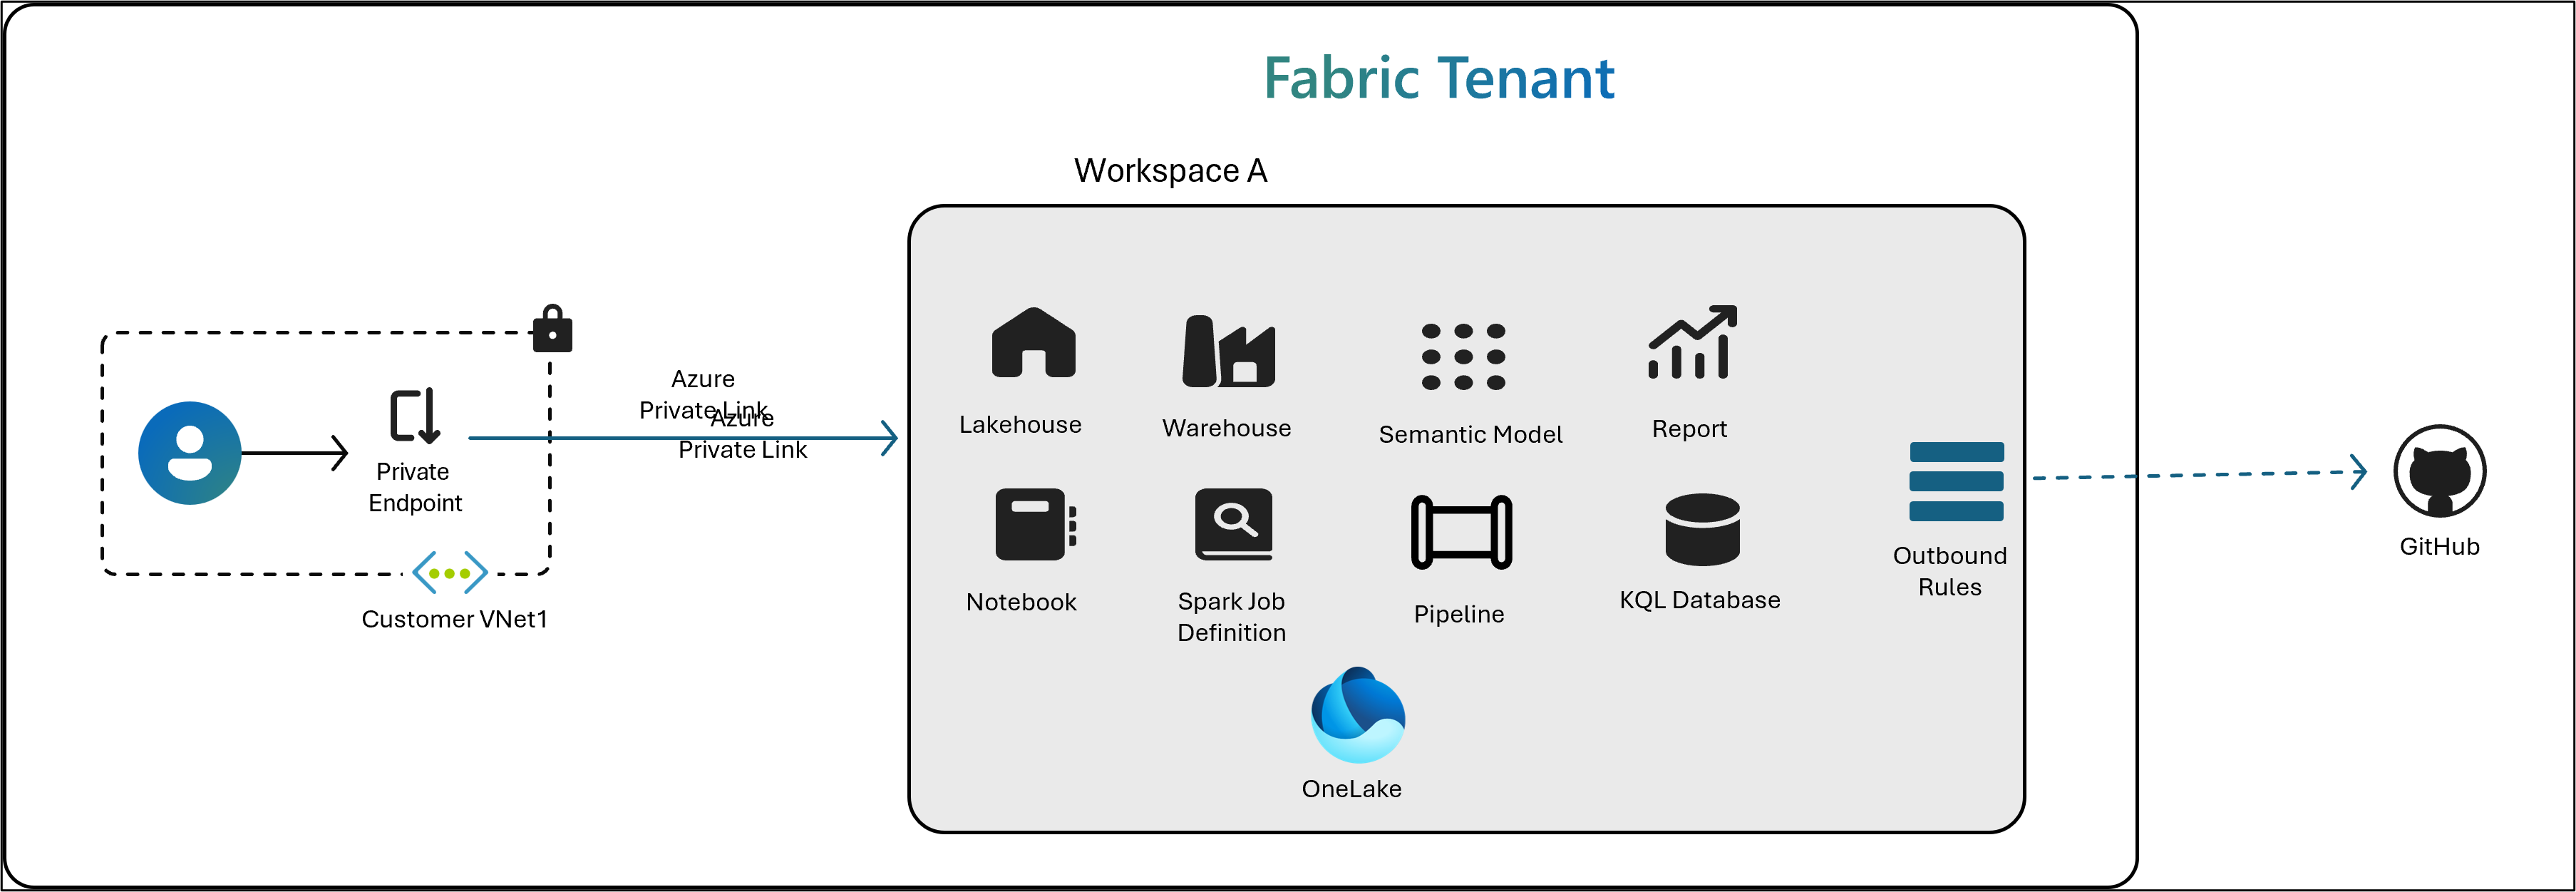 Fabric Tenant
Workspace A
Azure
Private Link
Azure
Private Link
Private
Endpoint
Customer VNet1
Lakehouse
Warehouse
Semantic Model
Report
Notebook
Spark Job
Definition
Pipeline
KQL Database
OneLake
Outbound
Rules
GitHub